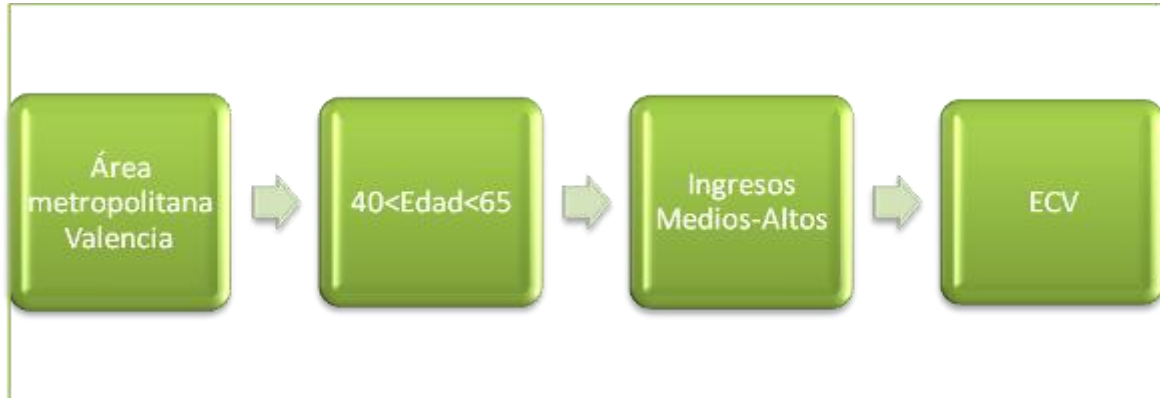 Área
metropolitana
Valencia
40<Edad<65
Ingresos
Medios-Altos
ECV